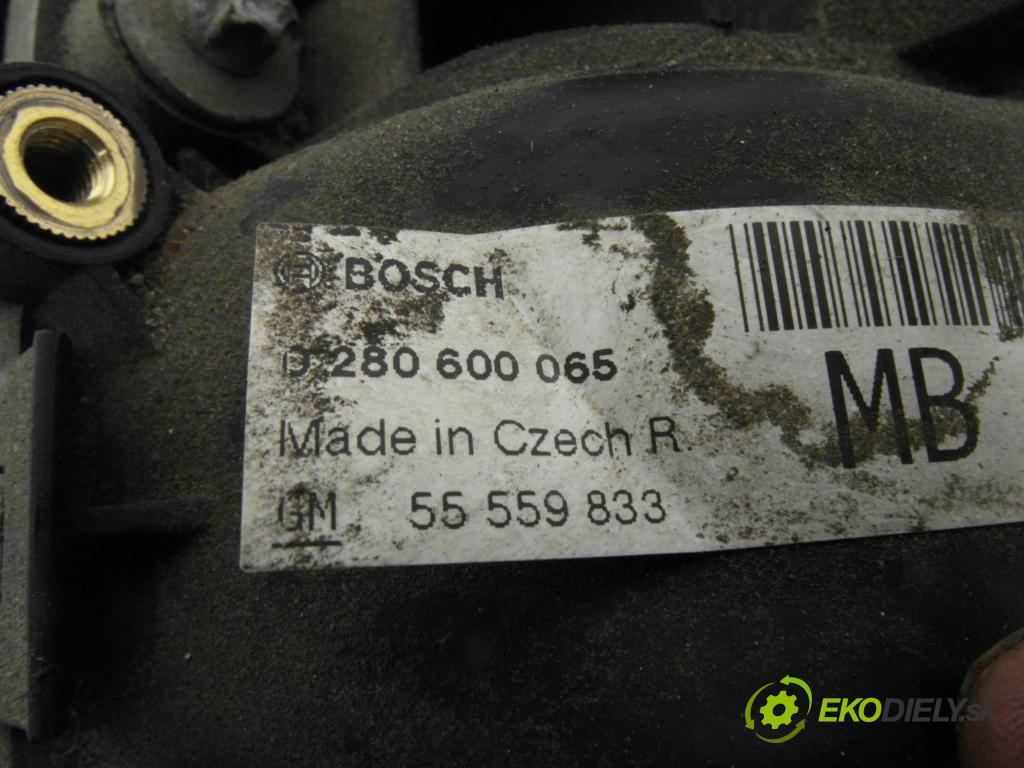 BOSCH
0 280 600 065
MB
Made in Czech R.
GM 55 559 833
EKODIELY.sk